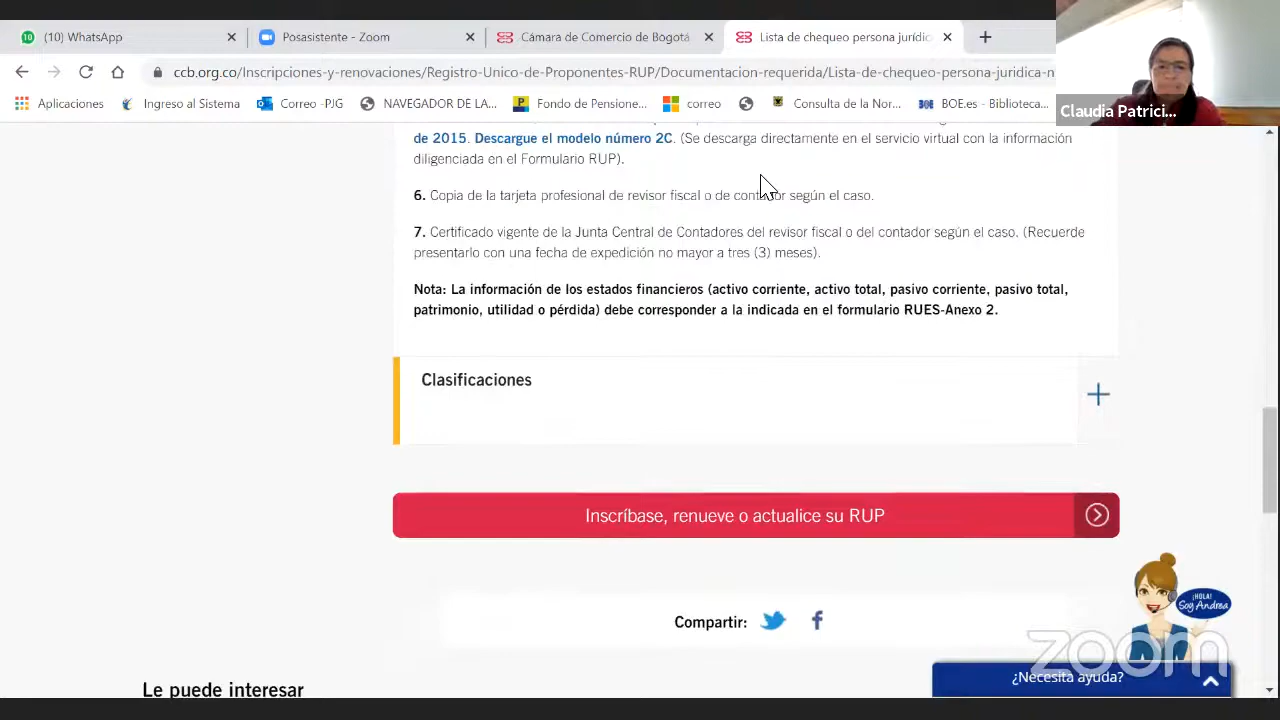 (10) WhatsApp
Posasistente - Zoom
Cámara de Comercio de Bogotá
Lista de chequeo persona jurídic
ccb.org.co/Inscripciones-y-renovaciones/Registro-Unico-de-Proponentes-RUP/Documentacion-requerida/Lista-de-chequeo-persona-juridica-n
Claudia Patrici...
Aplicaciones
Ingreso al Sistema
Correo -PJG
NAVEGADOR DE LA...
Fondo de Pensione...
correo
Consulta de la Nor...
BOE.es - Biblioteca...
de 2015. Descargue el modelo número 2C. (Se descarga directamente en el servicio virtual con la información
diligenciada en el Formulario RUP).
6. Copia de la tarjeta profesional de revisor fiscal o de contador según el caso.
7. Certificado vigente de la Junta Central de Contadores del revisor fiscal o del contador según el caso. (Recuerde
presentarlo con una fecha de expedición no mayor a tres (3) meses).
Nota: La información de los estados financieros (activo corriente, activo total, pasivo corriente, pasivo total,
patrimonio, utilidad o pérdida) debe corresponder a la indicada en el formulario RUES-Anexo 2.
Clasificaciones
Inscríbase, renueve o actualice su RUP
¡HOLA!
Soy Andrea
Compartir:
zoom
¿Necesita ayuda?
Le puede interesar